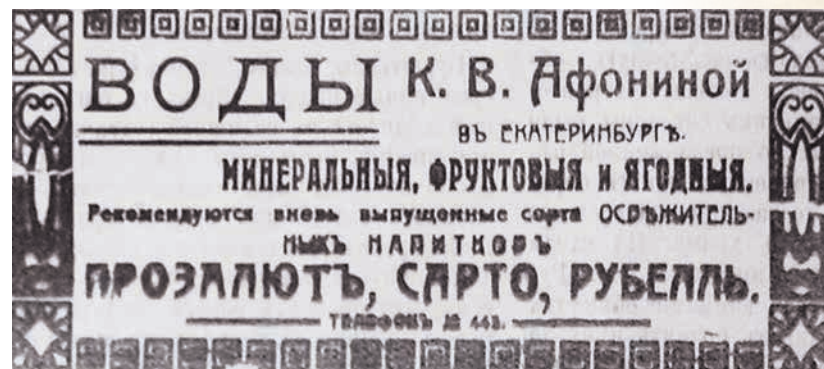 ВОДЫ К. В. Афониной
ВЪ ЕКАТЕРИНБУРГѢ.
МИНЕРАЛЬНЫЯ, ФРУКТОВЫЯ и ЯГОДНЫЯ.
Рекомендуются вновь выпущенные сорта ОСВѢЖИТЕЛЬ-
НЫХЪ НАПИТКОВЪ
ПРОЗАЛЮТЪ, САРТО, РУБЕЛЛЬ.
ТЕЛЕФОНЪ № 443.